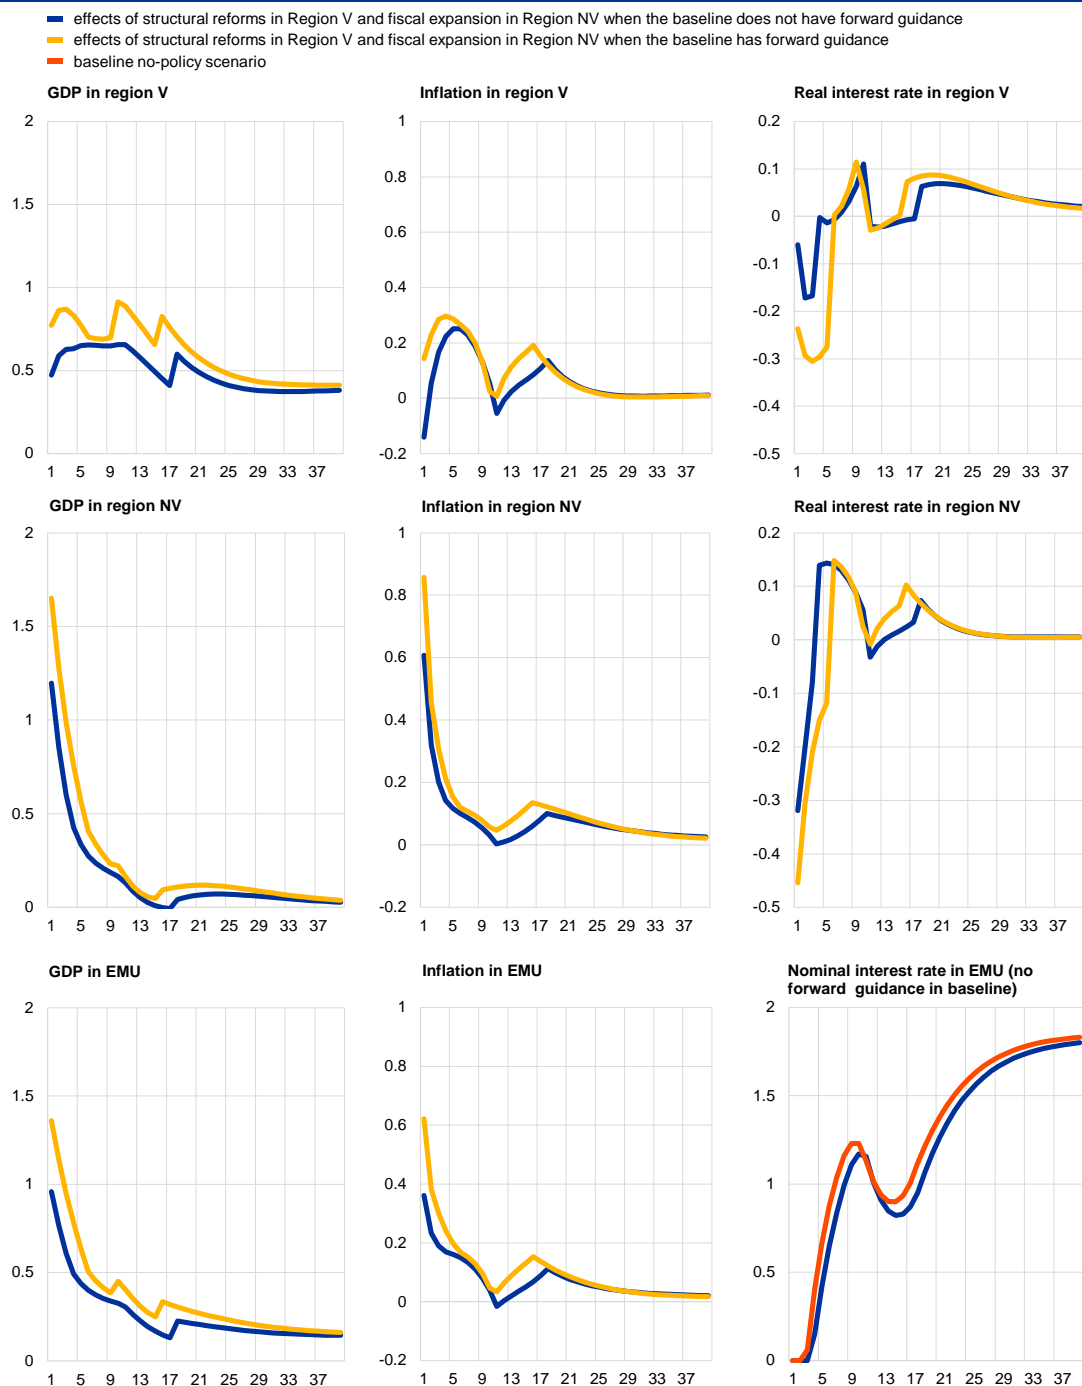 effects of structural reforms in Region V and fiscal expansion in Region NV when the baseline does not have forward guidance
effects of structural reforms in Region V and fiscal expansion in Region NV when the baseline has forward guidance
baseline no-policy scenario
GDP in region V
2
1.5
1
0.5
0
1 5 9 13 17 21 25 29 33 37
Inflation in region V
1
0.8
0.6
0.4
0.2
0
-0.2
1 5 9 13 17 21 25 29 33 37
Real interest rate in region V
0.2
0.1
0
-0.1
-0.2
-0.3
-0.4
-0.5
1 5 9 13 17 21 25 29 33 37
GDP in region NV
2
1.5
1
0.5
0
1 5 9 13 17 21 25 29 33 37
Inflation in region NV
1
0.8
0.6
0.4
0.2
0
-0.2
1 5 9 13 17 21 25 29 33 37
Real interest rate in region NV
0.2
0.1
0
-0.1
-0.2
-0.3
-0.4
-0.5
1 5 9 13 17 21 25 29 33 37
GDP in EMU
2
1.5
1
0.5
0
1 5 9 13 17 21 25 29 33 37
Inflation in EMU
1
0.8
0.6
0.4
0.2
0
-0.2
1 5 9 13 17 21 25 29 33 37
Nominal interest rate in EMU (no
forward guidance in baseline)
2
1.5
1
0.5
0
1 5 9 13 17 21 25 29 33 37